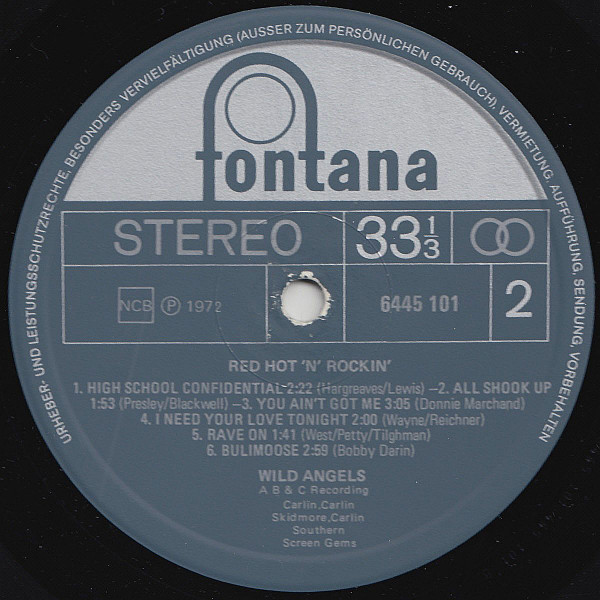 URHEBER- UND LEISTUNGSSCHUTZRECHTE, BESONDERS VERVIELFÄLTIGUNG (AUSSER ZUM PERSÖNLICHEN GEBRAUCH), VERMIETUNG, AUFFÜHRUNG, SENDUNG, VORBEHALTEN
fontana
STEREO 33⅓
NCB Ⓟ 1972 6445 101 2
RED HOT 'N' ROCKIN'
1. HIGH SCHOOL CONFIDENTIAL 2:22 (Hargreaves/Lewis) –2. ALL SHOOK UP
1:53 (Presley/Blackwell) –3. YOU AIN'T GOT ME 3:05 (Donnie Marchand)
4. I NEED YOUR LOVE TONIGHT 2:00 (Wayne/Reichner)
5. RAVE ON 1:41 (West/Petty/Tilghman)
6. BULIMOOSE 2:59 (Bobby Darin)
WILD ANGELS
A B & C Recording
Carlin,Carlin
Skidmore,Carlin
Southern
Screen Gems